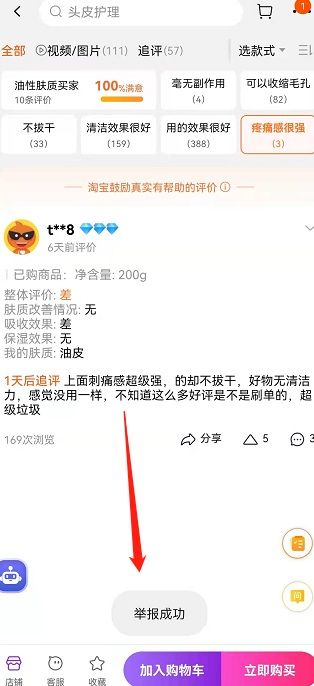 头皮护理
1
全部 视频/图片(111) 追评(57) 选款式
油性肤质买家 100%满意
10条评价
毫无副作用
(4)
可以收缩毛孔
(82)
不拔干
(33)
清洁效果很好
(159)
用的效果很好
(388)
疼痛感很强
(3)
淘宝鼓励真实有帮助的评价
t**8
6天前评价
已购商品: 净含量: 200g
整体评价: 差
肤质改善情况: 无
吸收效果: 差
保湿效果: 无
我的肤质: 油皮
1天后追评 上面刺痛感超级强，的却不拔干，好物无清洁
力，感觉没用一样，不知道这么多好评是不是刷单的，超
级垃圾
169次浏览 分享 5 3
问
举报成功
店铺 客服 收藏 加入购物车 立即购买